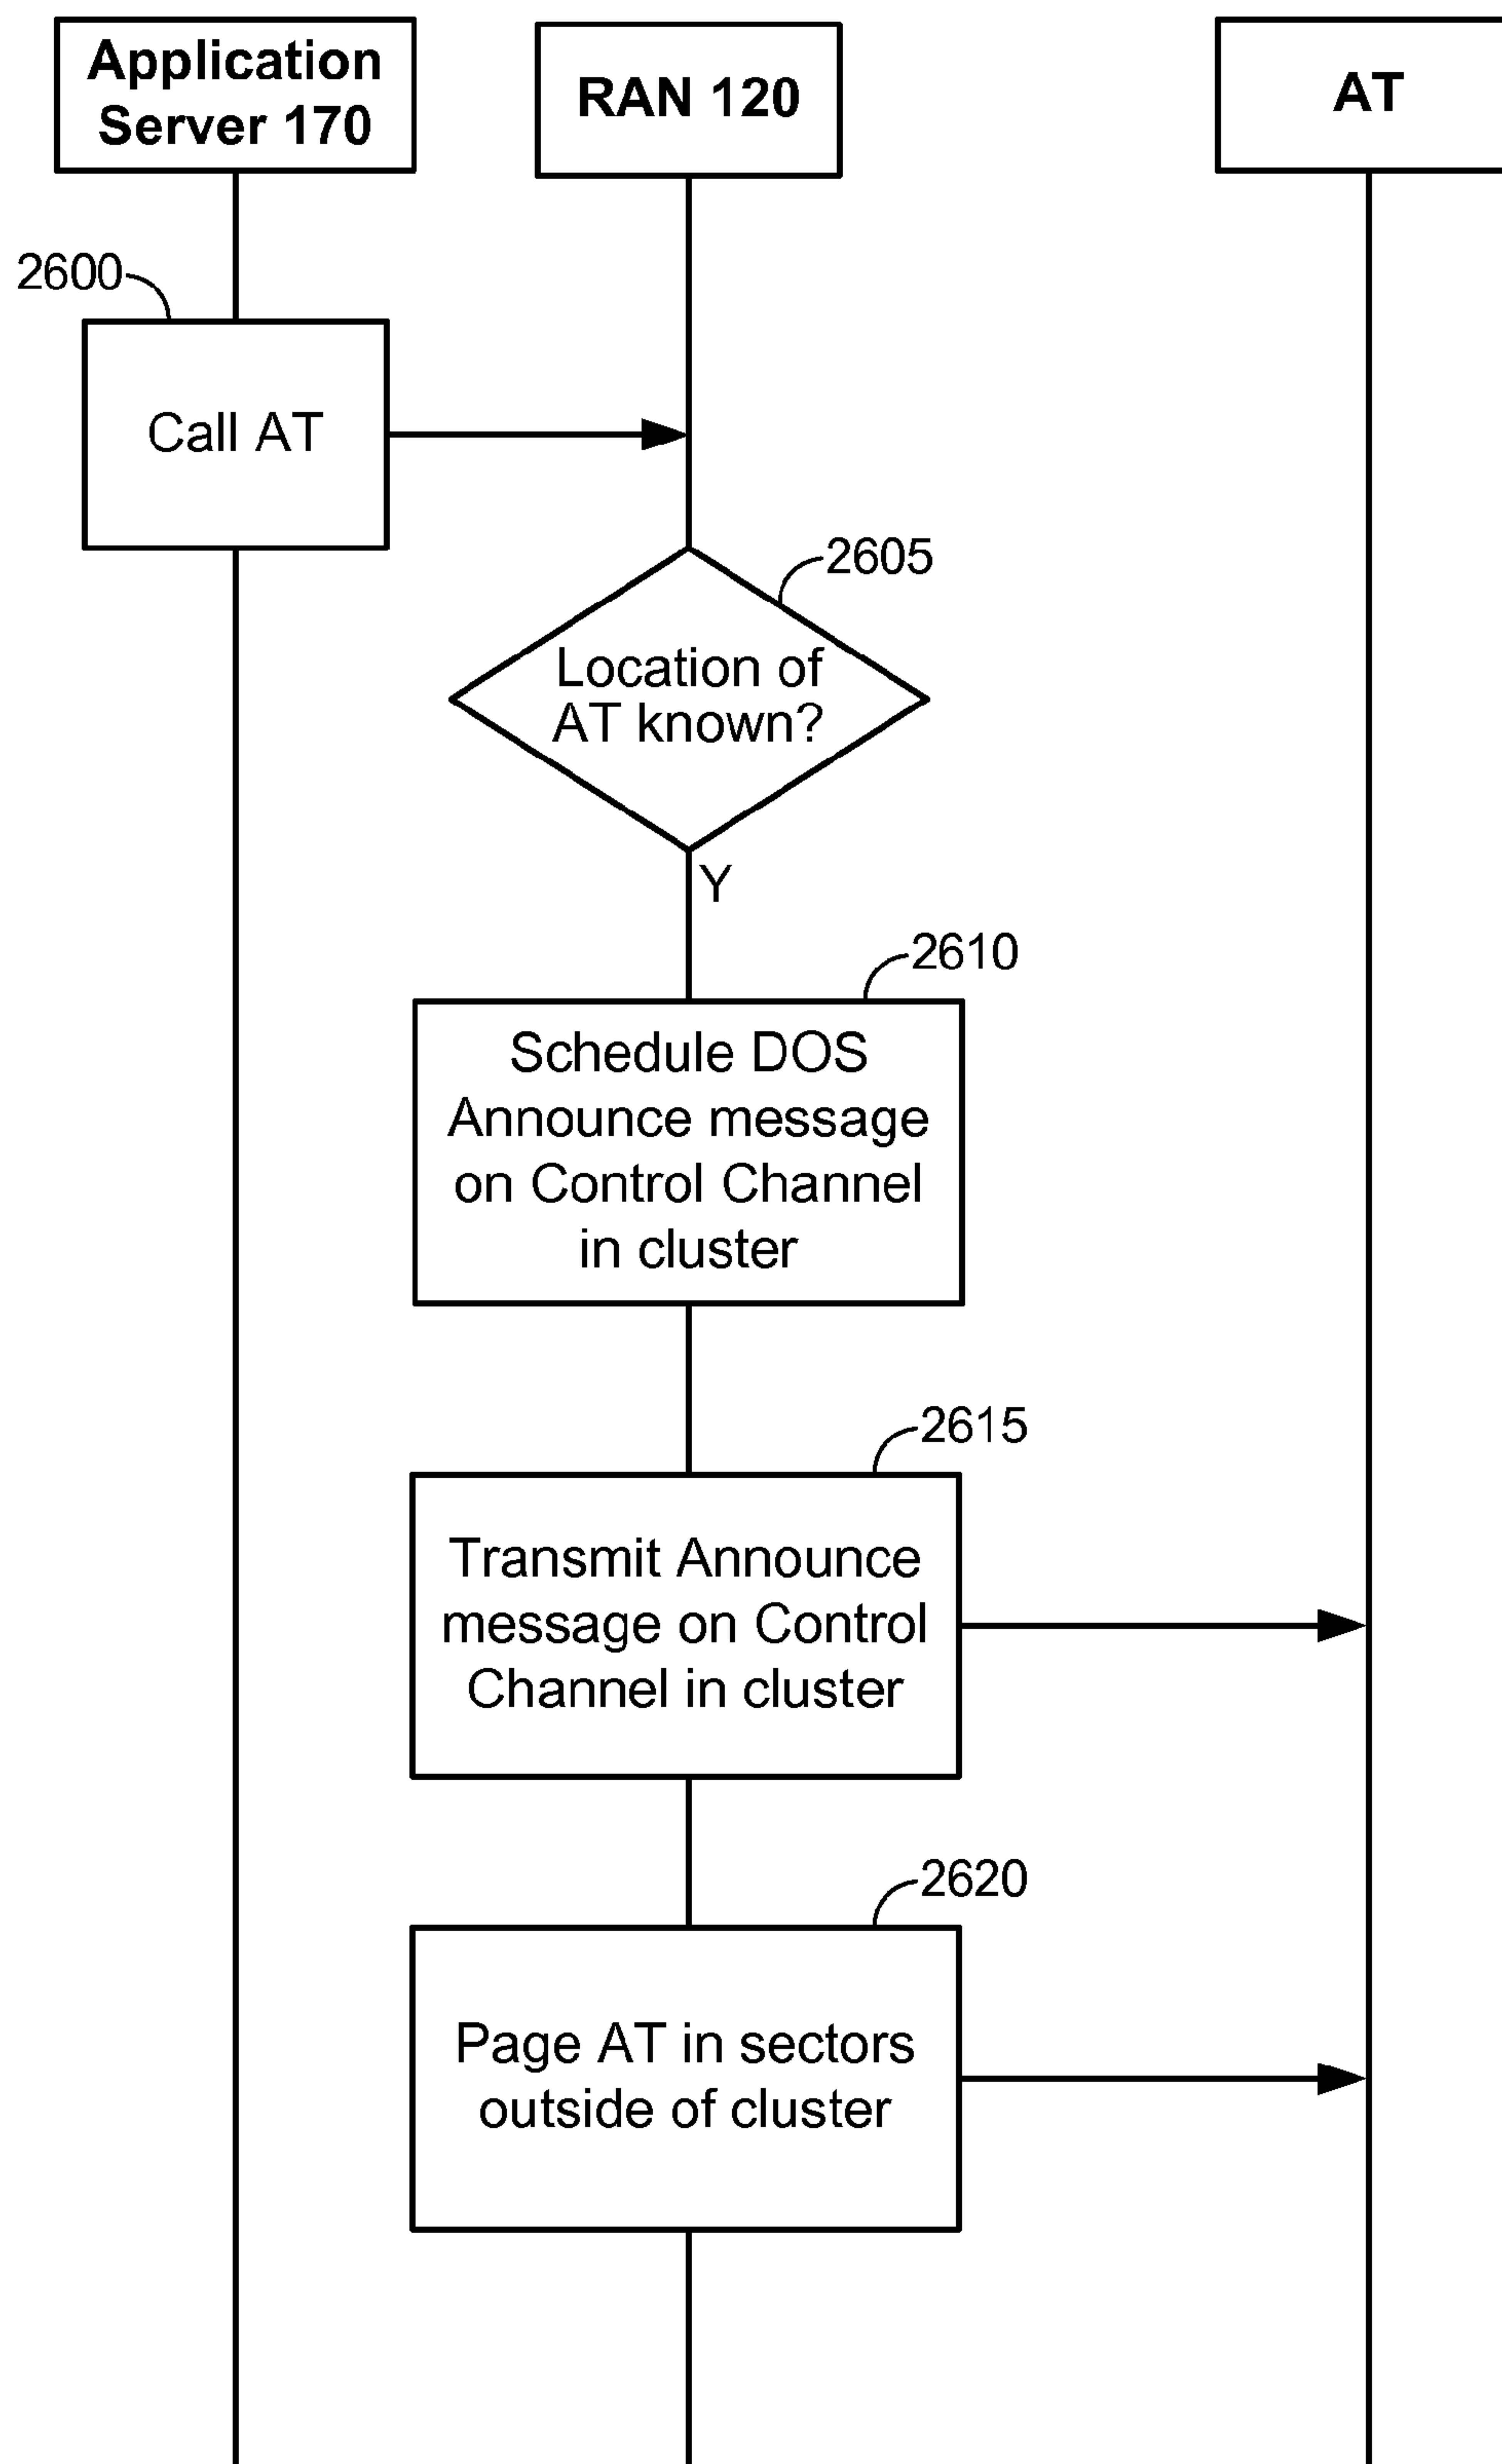 Application
Server 170
RAN 120
AT
2600
Call AT
2605
Location of
AT known?
Y
2610
Schedule DOS
Announce message
on Control Channel
in cluster
2615
Transmit Announce
message on Control
Channel in cluster
2620
Page AT in sectors
outside of cluster